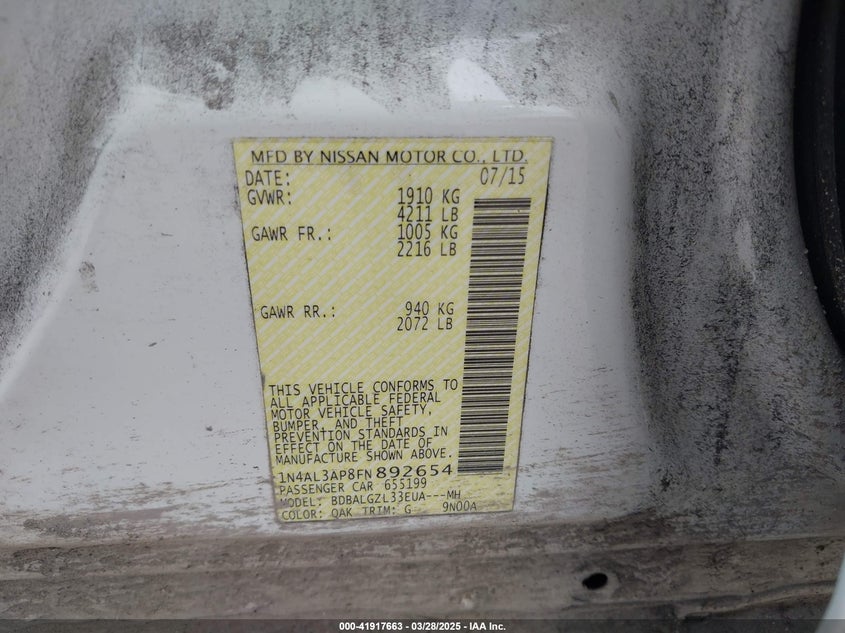 MFD BY NISSAN MOTOR CO., LTD.
DATE: 07/15
GVWR: 1910 KG
4211 LB
GAWR FR.: 1005 KG
2216 LB
GAWR RR.: 940 KG
2072 LB
THIS VEHICLE CONFORMS TO
ALL APPLICABLE FEDERAL
MOTOR VEHICLE SAFETY,
BUMPER, AND THEFT
PREVENTION STANDARDS IN
EFFECT ON THE DATE OF
MANUFACTURE SHOWN ABOVE.
1N4AL3AP8FN892654
PASSENGER CAR 655199
MODEL: BDBALGZL33EUA---MH
COLOR: QAK TRIM: G 9N00A
000-41917663 - 03/28/2025 - IAA Inc.